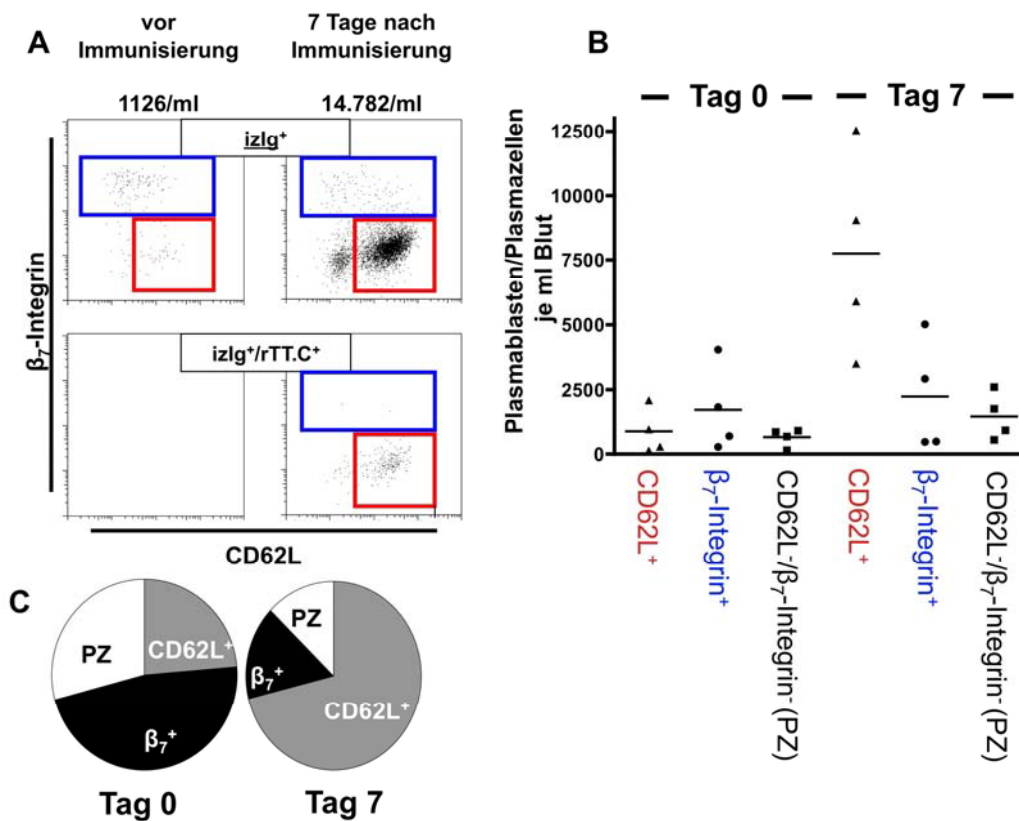 A
vor
Immunisierung
7 Tage nach
Immunisierung
1126/ml
14.782/ml
izIg⁺
izIg⁺/rTT.C⁺
β₇-Integrin
CD62L
B
Tag 0
Tag 7
Plasmablasten/Plasmazellen
je ml Blut
12500
10000
7500
5000
2500
0
CD62L⁺
β₇-Integrin⁺
CD62L⁻/β₇-Integrin⁻ (PZ)
CD62L⁺
β₇-Integrin⁺
CD62L⁻/β₇-Integrin⁻ (PZ)
C
PZ
CD62L⁺
β₇⁺
Tag 0
PZ
β₇⁺
CD62L⁺
Tag 7